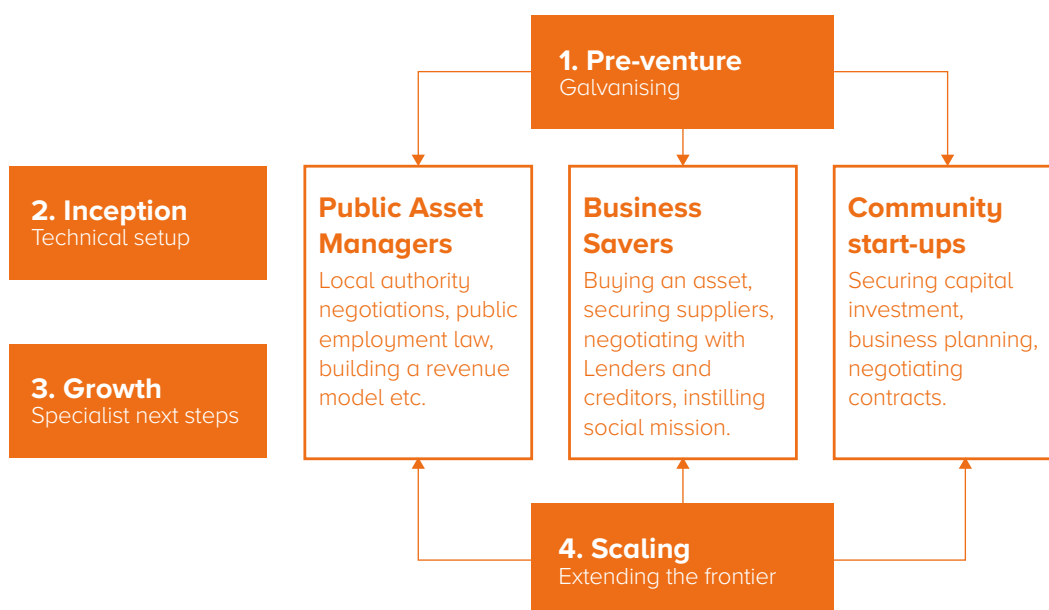 1. Pre-venture
Galvanising
2. Inception
Technical setup
3. Growth
Specialist next steps
Public Asset
Managers
Local authority
negotiations, public
employment law,
building a revenue
model etc.
Business
Savers
Buying an asset,
securing suppliers,
negotiating with
Lenders and
creditors, instilling
social mission.
Community
start-ups
Securing capital
investment,
business planning,
negotiating
contracts.
4. Scaling
Extending the frontier